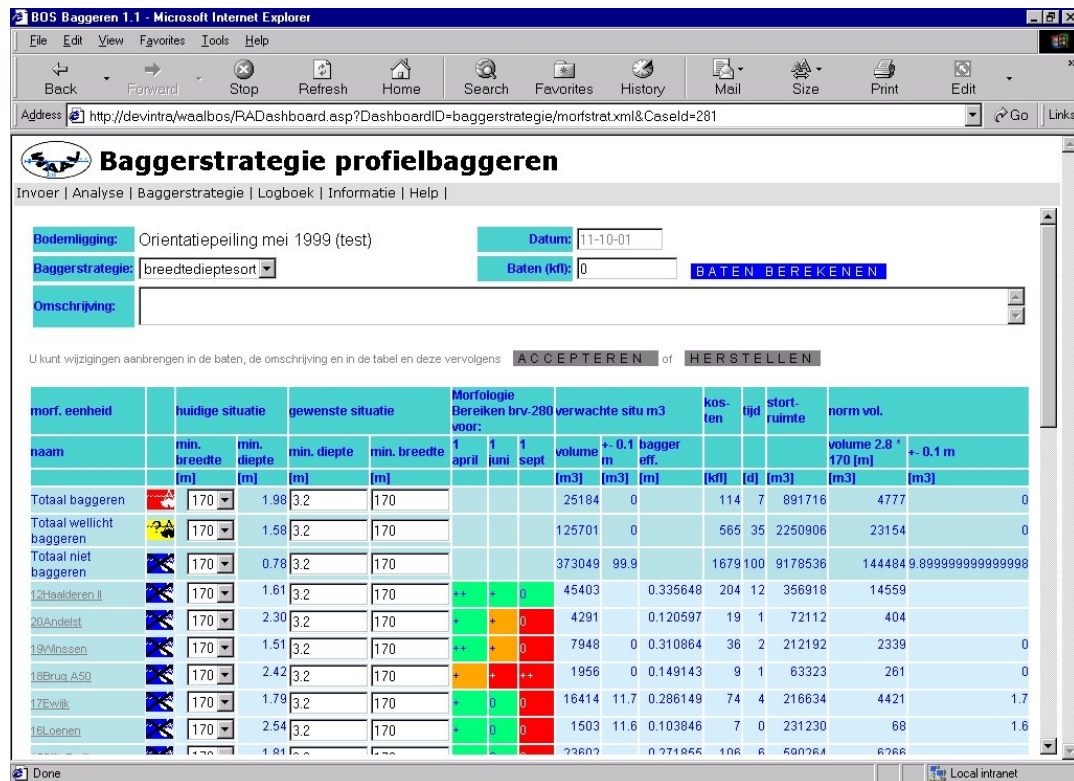 BOS Baggeren 1.1 - Microsoft Internet Explorer
File Edit View Favorites Tools Help
Back Forward Stop Refresh Home Search Favorites History Mail Size Print Edit
Address http://devintra/waalbos/RADashboard.asp?DashboardID=baggerstrategie/morfstrat.xml&CaseId=281 Go Links
Baggerstrategie profielbaggeren
Invoer | Analyse | Baggerstrategie | Logboek | Informatie | Help |
Bodemligging: Orientatiepeiling mei 1999 (test) Datum: 11-10-01
Baggerstrategie: breedtedieptesort Baten (kfl): 0 BATEN BEREKENEN
Omschrijving:
U kunt wijzigingen aanbrengen in de baten, de omschrijving en in de tabel en deze vervolgens ACCEPTEREN of HERSTELLEN
morf. eenheid huidige situatie gewenste situatie Morfologie Bereiken brv-280 voor: verwachte situ m3 kos-ten tijd stort-ruimte norm vol.
naam min. breedte min. diepte min. diepte min. breedte 1 april 1 juni 1 sept volume +- 0.1 m bagger eff. volume 2.8 * 170 [m] +- 0.1 m
[m] [m] [m] [m] [m3] [m3] [m] [kfl] [d] [m3] [m3] [m3]
Totaal baggeren 170 1.98 3.2 170 25184 0 114 7 891716 4777 0
Totaal wellicht baggeren 170 1.58 3.2 170 125701 0 565 35 2250906 23154 0
Totaal niet baggeren 170 0.78 3.2 170 373049 99.9 1679 100 9178536 144484 9.899999999999998
12Haalderen II 170 1.61 3.2 170 ++ + 0 45403 0.335648 204 12 356918 14559
20Andelst 170 2.30 3.2 170 + + 0 4291 0.120597 19 1 72112 404
19Winssen 170 1.51 3.2 170 ++ + 0 7948 0 0.310864 36 2 212192 2339 0
18Brug A50 170 2.42 3.2 170 + + ++ 1956 0 0.149143 9 1 63323 261 0
17Ewijk 170 1.79 3.2 170 + 0 0 16414 11.7 0.286149 74 4 216634 4421 1.7
16Loenen 170 2.54 3.2 170 + 0 0 1503 11.6 0.103846 7 0 231230 68 1.6
1.81 23602 0.271855 106 6 590264 6266
Done Local intranet